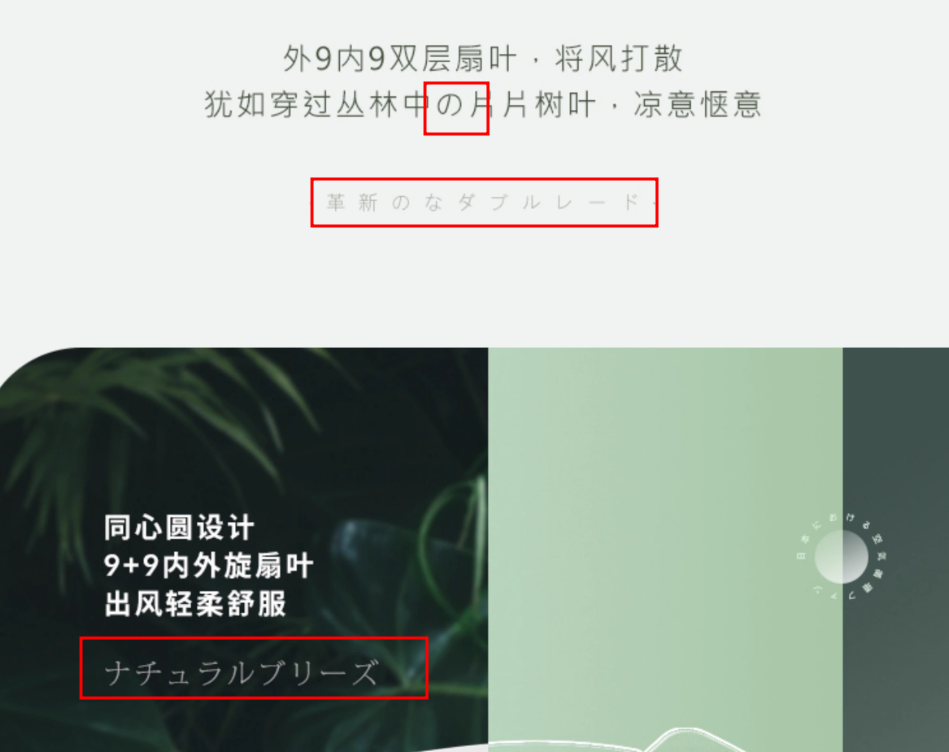 外9内9双层扇叶，将风打散
犹如穿过丛林中の片片树叶，凉意惬意
·革新のなダブルレード·
同心圆设计
9+9内外旋扇叶
出风轻柔舒服
ナチュラルブリーズ